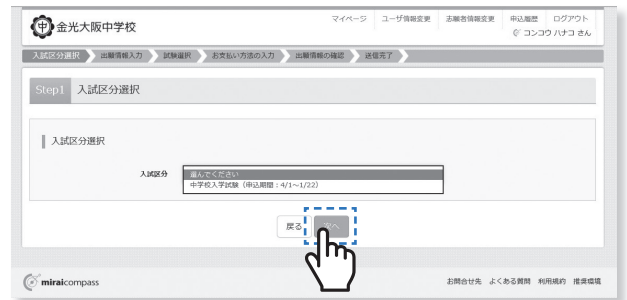 金光大阪中学校
マイページ ユーザ情報変更 志願者情報変更 申込履歴 ログアウト
コンコウ ハナコ さん
入試区分選択 出願情報入力 試験選択 お支払い方法の入力 出願情報の確認 送信完了
Step1 入試区分選択
入試区分選択
入試区分 選んでください
中学校入学試験（申込期間：4/1～1/22）
戻る 次へ
miraicompass お問合せ先 よくある質問 利用規約 推奨環境